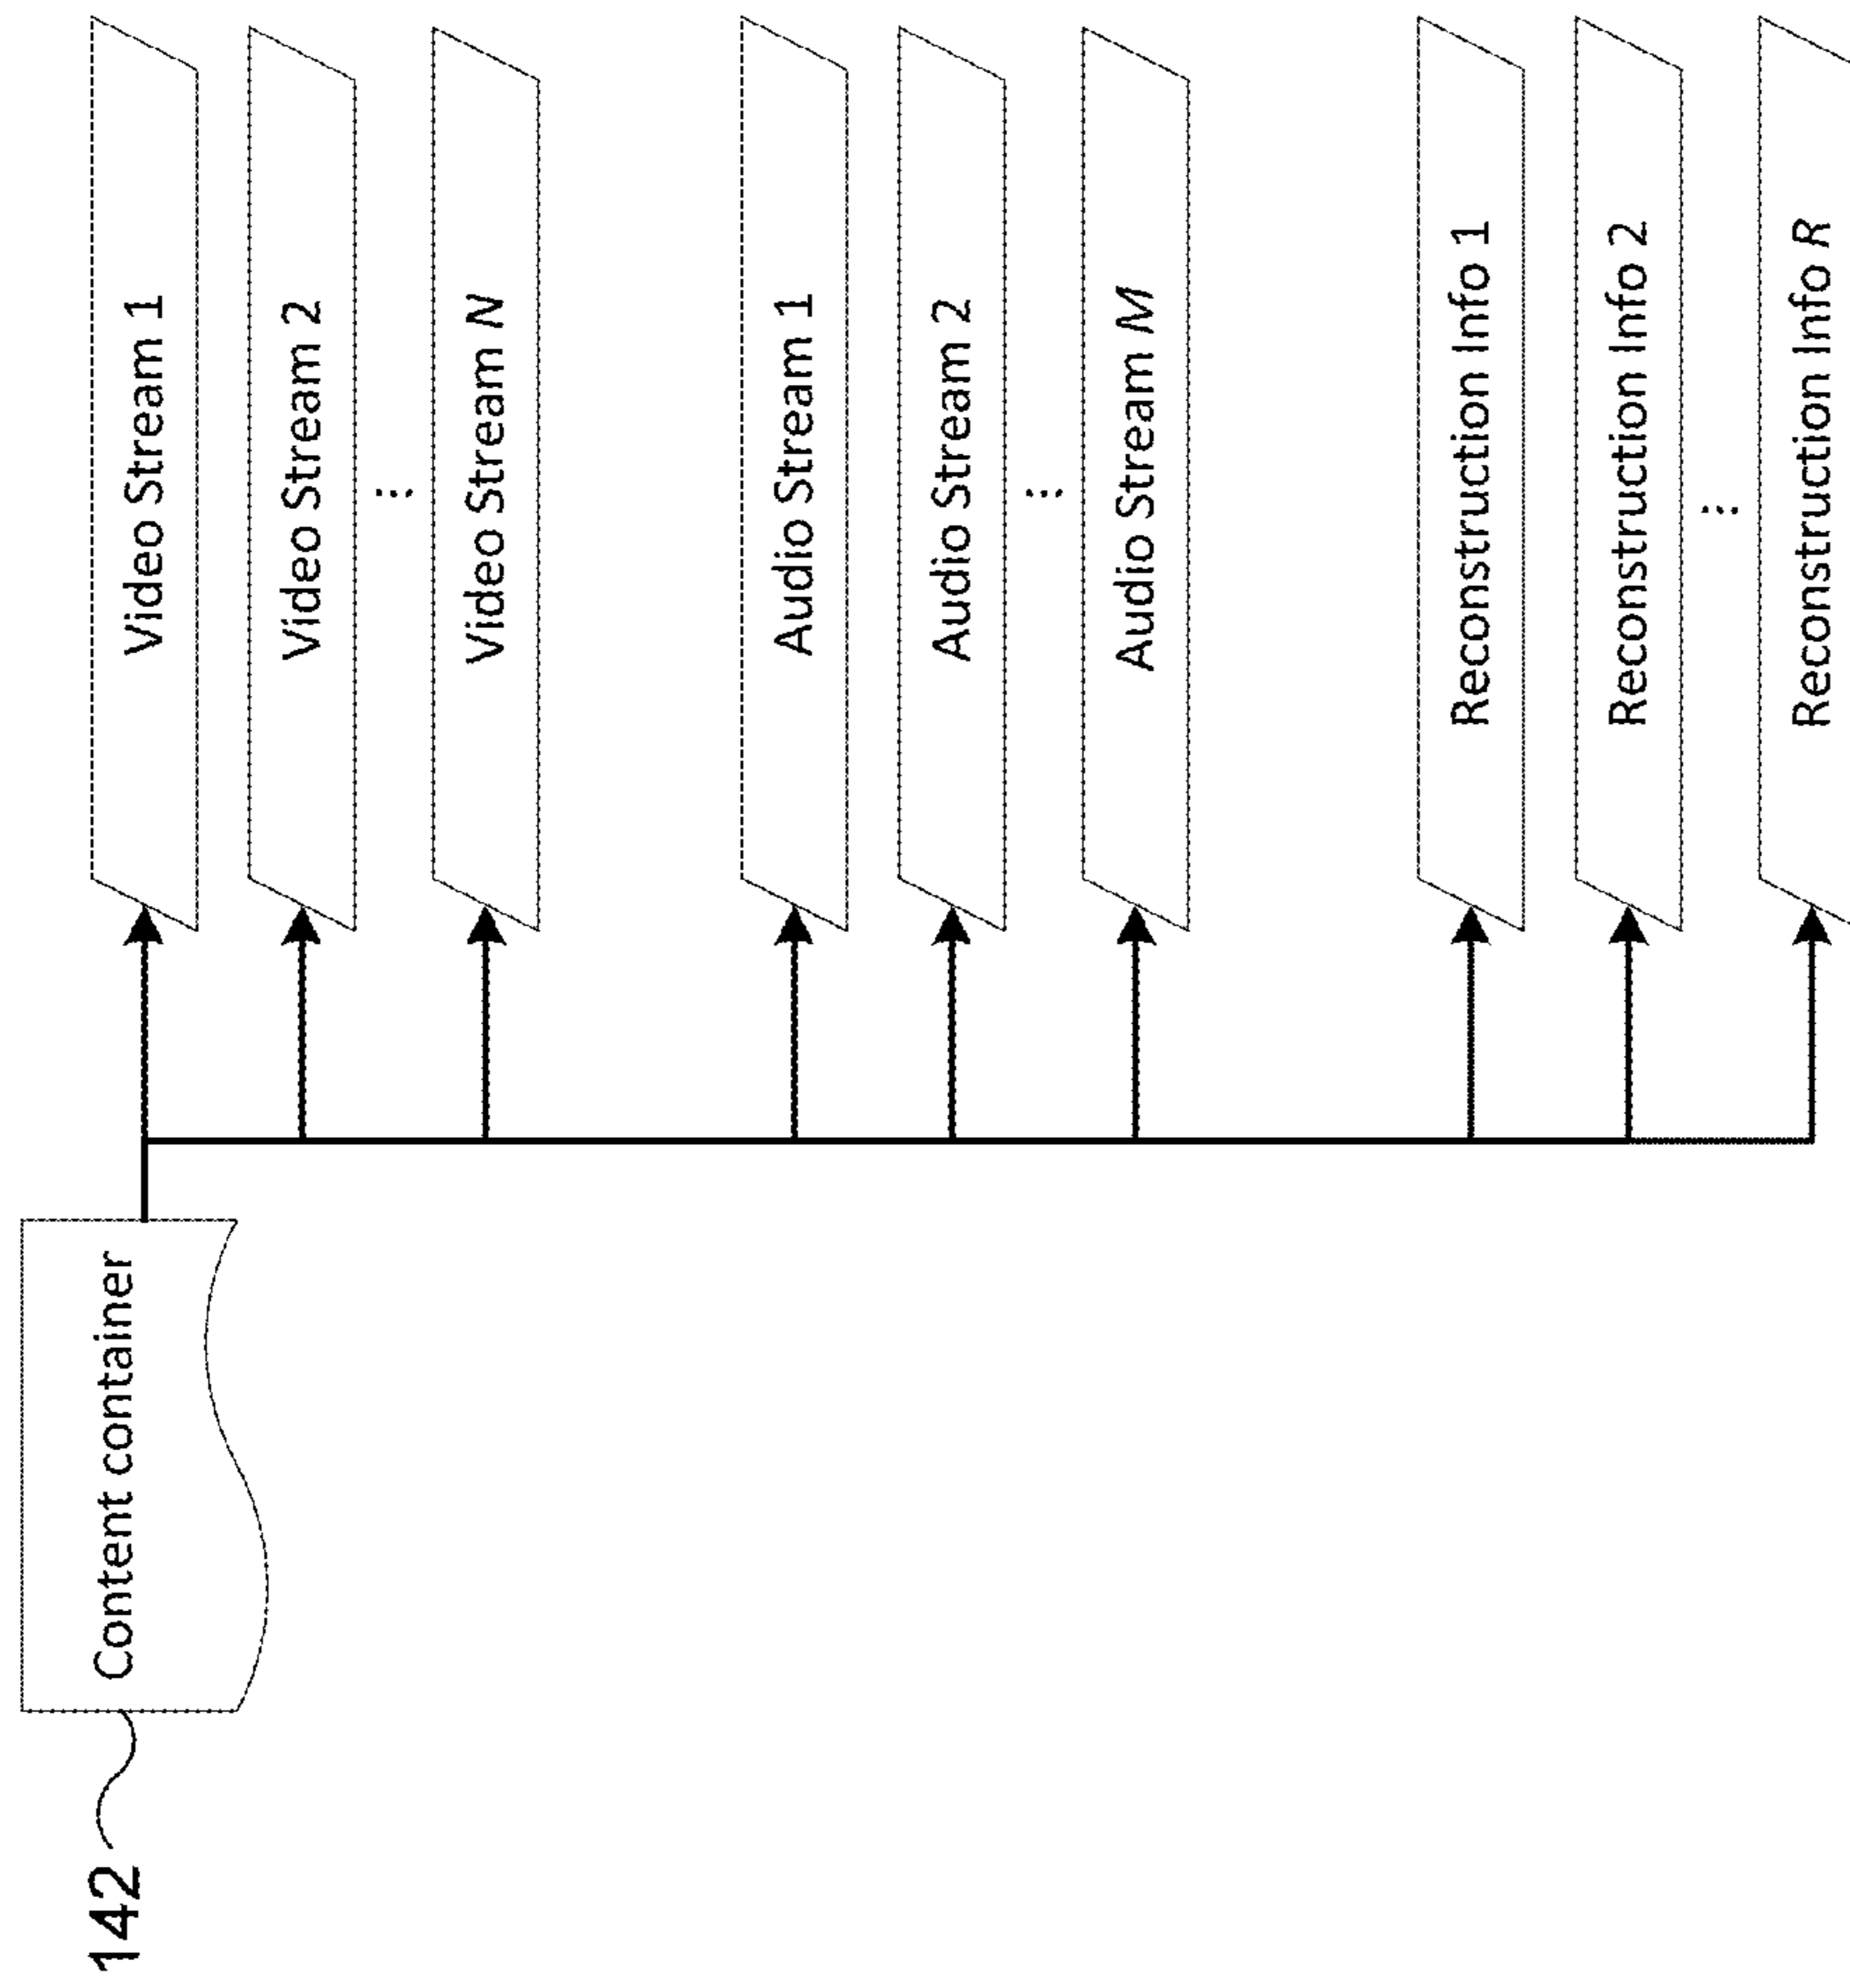 142
Content container
Video Stream 1
Video Stream 2
...
Video Stream N
Audio Stream 1
Audio Stream 2
...
Audio Stream M
Reconstruction Info 1
Reconstruction Info 2
...
Reconstruction Info R